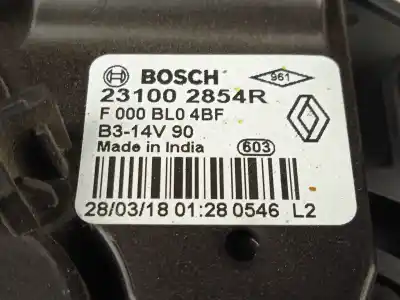 BOSCH
961
23100 2854R
F 000 BL0 4BF
B3-14V 90
Made in India
603
28/03/18 01:28 0546 L2